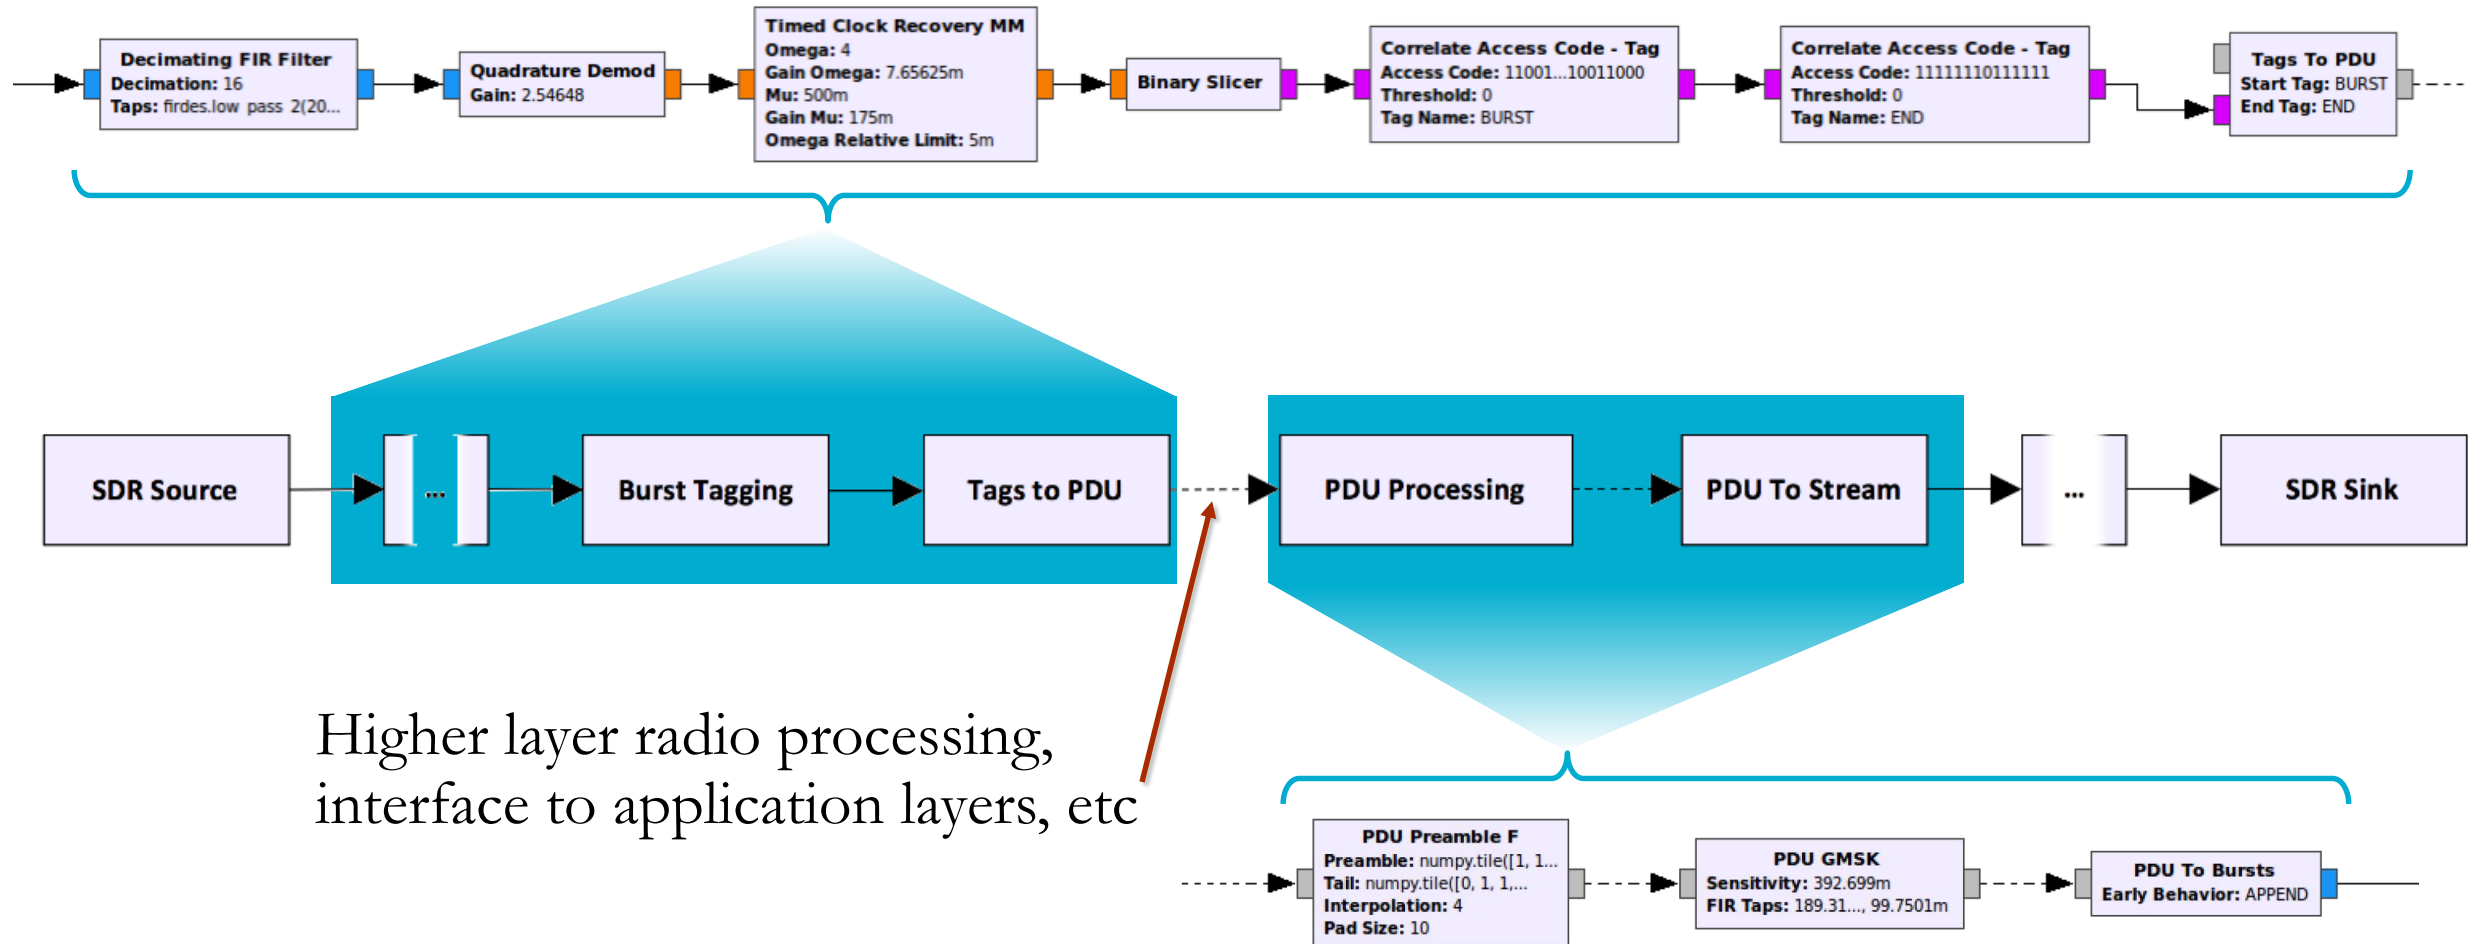 Decimating FIR Filter
Decimation: 16
Taps: firdes.low pass 2(20...
Quadrature Demod
Gain: 2.54648
Timed Clock Recovery MM
Omega: 4
Gain Omega: 7.65625m
Mu: 500m
Gain Mu: 175m
Omega Relative Limit: 5m
Binary Slicer
Correlate Access Code - Tag
Access Code: 11001...10011000
Threshold: 0
Tag Name: BURST
Correlate Access Code - Tag
Access Code: 11111110111111
Threshold: 0
Tag Name: END
Tags To PDU
Start Tag: BURST
End Tag: END
SDR Source
...
Burst Tagging
Tags to PDU
PDU Processing
PDU To Stream
...
SDR Sink
Higher layer radio processing,
interface to application layers, etc
PDU Preamble F
Preamble: numpy.tile([1, 1...
Tail: numpy.tile([0, 1, 1,...
Interpolation: 4
Pad Size: 10
PDU GMSK
Sensitivity: 392.699m
FIR Taps: 189.31..., 99.7501m
PDU To Bursts
Early Behavior: APPEND